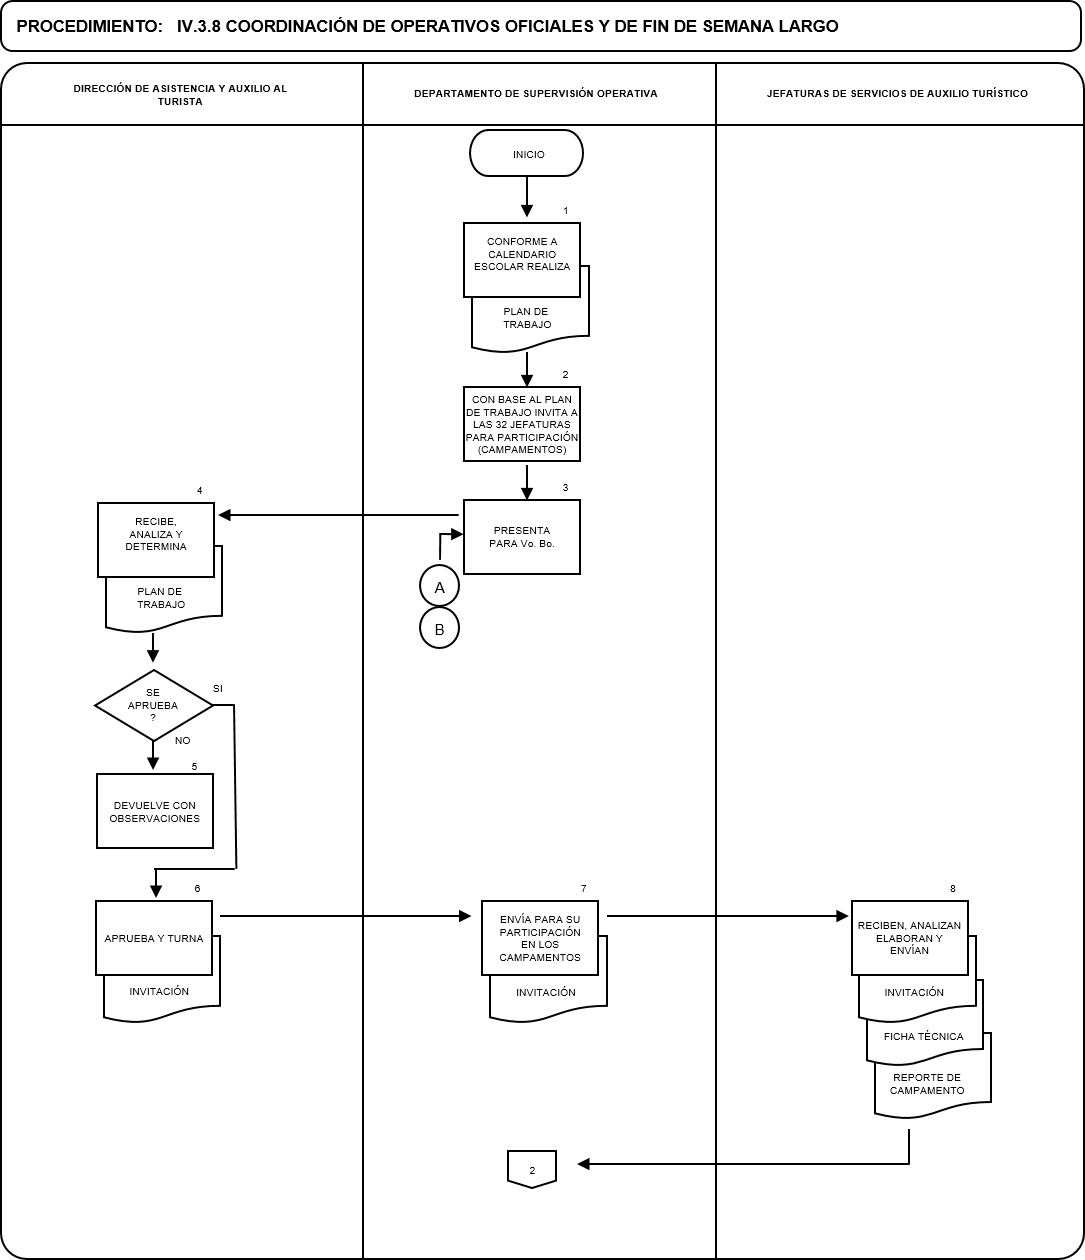 PROCEDIMIENTO: IV.3.8 COORDINACIÓN DE OPERATIVOS OFICIALES Y DE FIN DE SEMANA LARGO
DIRECCIÓN DE ASISTENCIA Y AUXILIO AL
TURISTA
DEPARTAMENTO DE SUPERVISIÓN OPERATIVA
JEFATURAS DE SERVICIOS DE AUXILIO TURÍSTICO
INICIO
1
CONFORME A
CALENDARIO
ESCOLAR REALIZA
PLAN DE
TRABAJO
2
CON BASE AL PLAN
DE TRABAJO INVITA A
LAS 32 JEFATURAS
PARA PARTICIPACIÓN
(CAMPAMENTOS)
3
PRESENTA
PARA Vo. Bo.
A
B
4
RECIBE,
ANALIZA Y
DETERMINA
PLAN DE
TRABAJO
SE
APRUEBA
?
SI
NO
5
DEVUELVE CON
OBSERVACIONES
6
APRUEBA Y TURNA
INVITACIÓN
7
ENVÍA PARA SU
PARTICIPACIÓN
EN LOS
CAMPAMENTOS
INVITACIÓN
8
RECIBEN, ANALIZAN
ELABORAN Y
ENVÍAN
INVITACIÓN
FICHA TÉCNICA
REPORTE DE
CAMPAMENTO
2